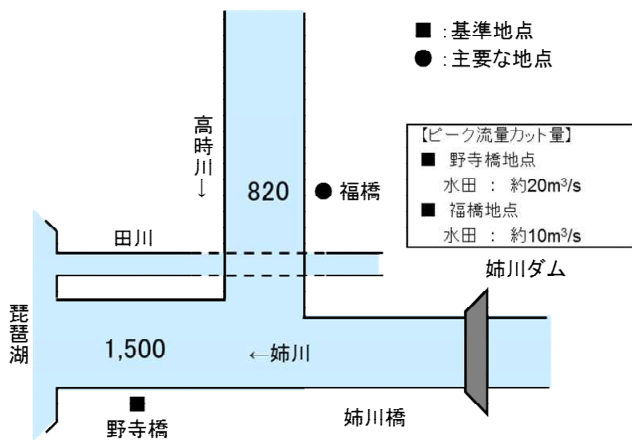 ■：基準地点
●：主要な地点
高時川↓
820
●福橋
【ピーク流量カット量】
■ 野寺橋地点
水田 ： 約20m³/s
■ 福橋地点
水田 ： 約10m³/s
田川
姉川ダム
琵琶湖
1,500
←姉川
■
野寺橋
姉川橋